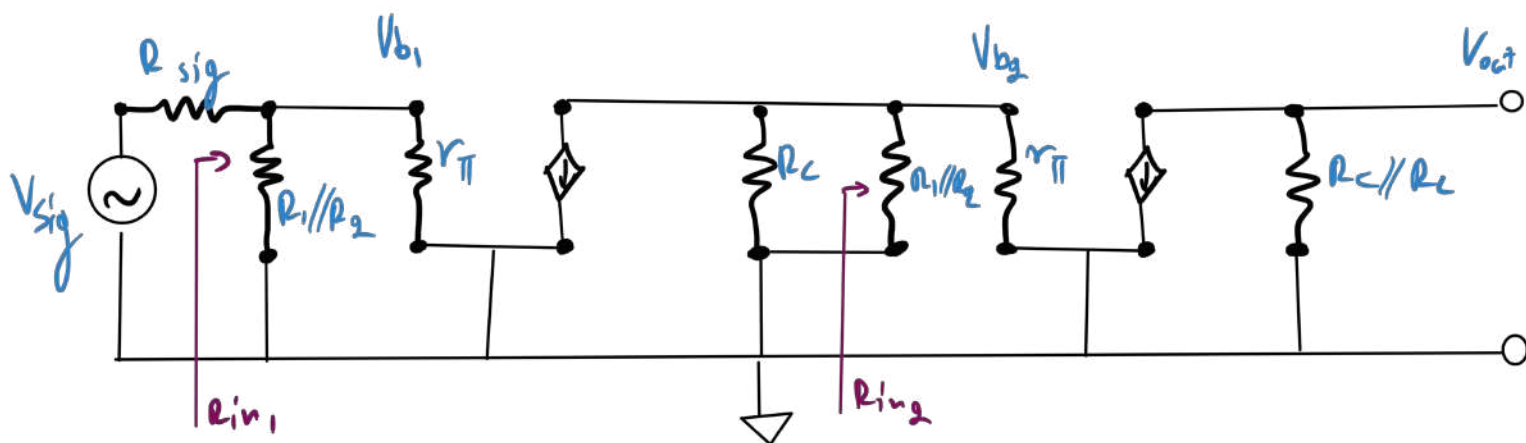 R sig
Vb1
Vb2
Vout
Vsig
R1//R2
rπ
Rc
R1//R2
rπ
Rc//RL
Rin1
Rin2